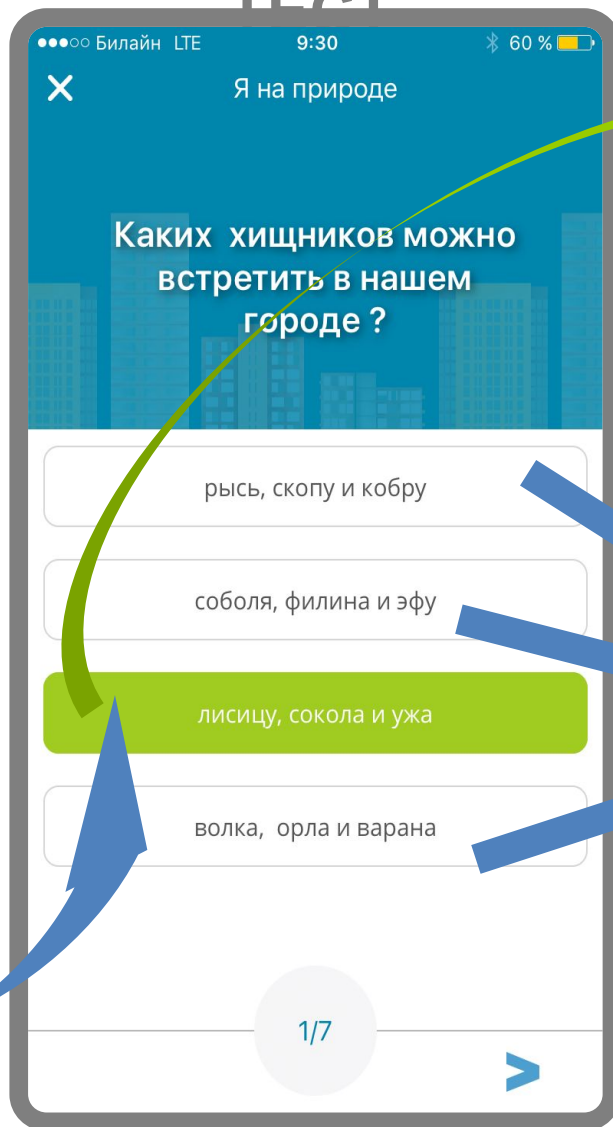 Билайн LTE 9:30 60 %
Я на природе
Каких хищников можно
встретить в нашем
городе ?
рысь, скопу и кобру
соболя, филина и эфу
лисицу, сокола и ужа
волка, орла и варана
1/7
>